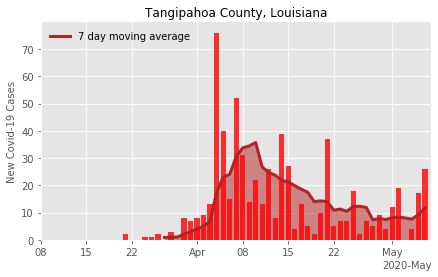 Tangipahoa County, Louisiana
7 day moving average
New Covid-19 Cases
70
60
50
40
30
20
10
0
08 15 22 Apr 08 15 22 May
2020-May